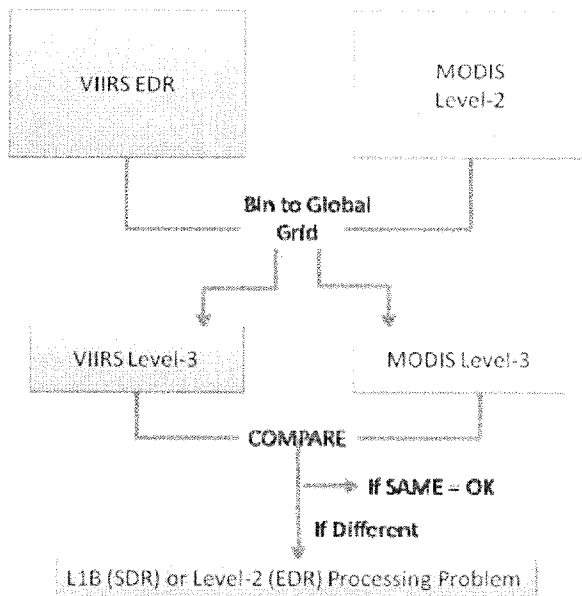 VIIRS EDR
MODIS
Level-2
Bin to Global
Grid
VIIRS Level-3
MODIS Level-3
COMPARE
If SAME = OK
If Different
L1B (SDR) or Level-2 (EDR) Processing Problem